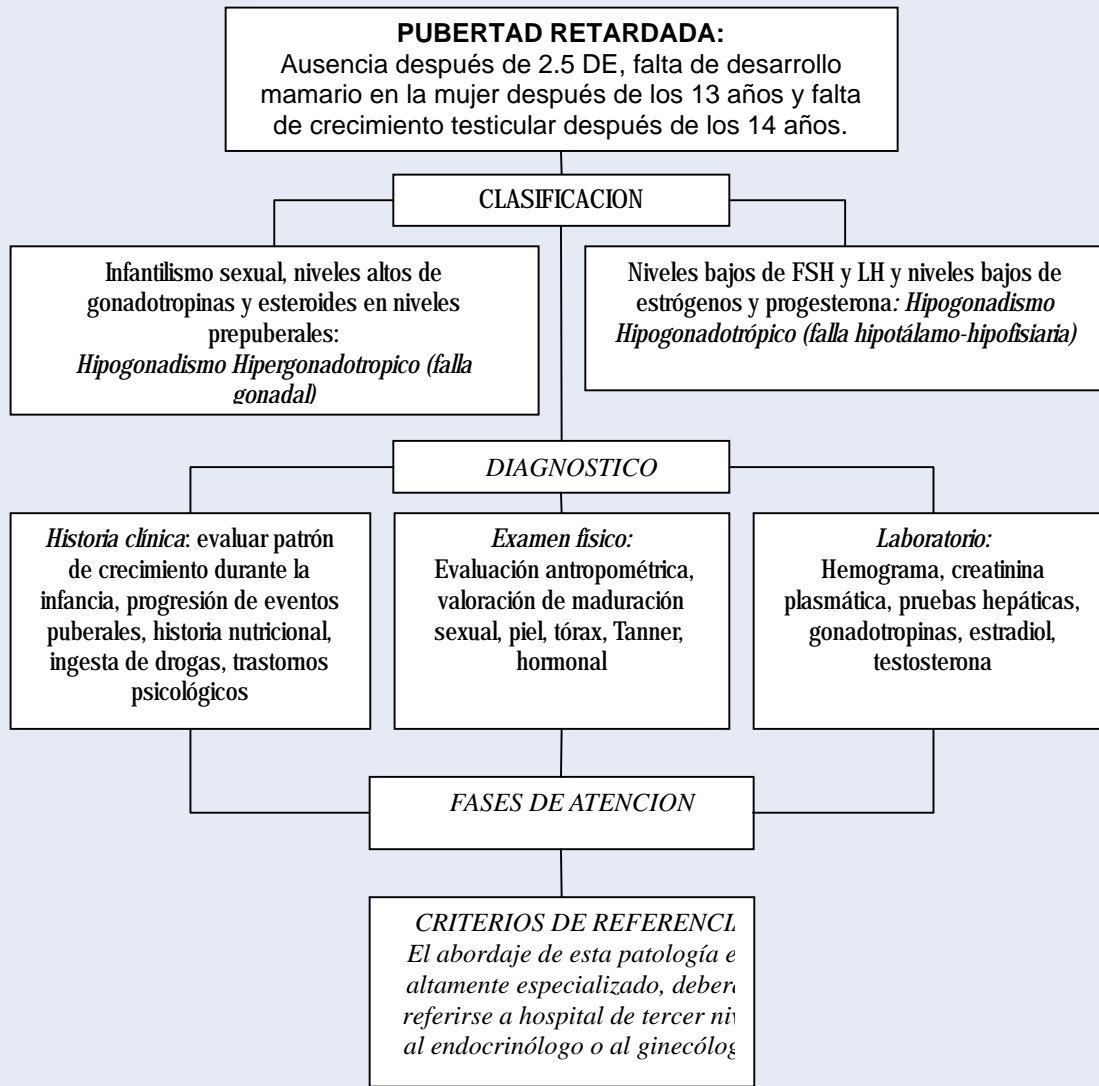 PUBERTAD RETARDADA:
Ausencia después de 2.5 DE, falta de desarrollo
mamario en la mujer después de los 13 años y falta
de crecimiento testicular después de los 14 años.
CLASIFICACION
Infantilismo sexual, niveles altos de
gonadotropinas y esteroides en niveles
prepuberales:
Hipogonadismo Hipergonadotropico (falla
gonadal)
Niveles bajos de FSH y LH y niveles bajos de
estrógenos y progesterona: Hipogonadismo
Hipogonadotrópico (falla hipotálamo-hipofisiaria)
DIAGNOSTICO
Historia clínica: evaluar patrón
de crecimiento durante la
infancia, progresión de eventos
puberales, historia nutricional,
ingesta de drogas, trastornos
psicológicos
Examen físico:
Evaluación antropométrica,
valoración de maduración
sexual, piel, tórax, Tanner,
hormonal
Laboratorio:
Hemograma, creatinina
plasmática, pruebas hepáticas,
gonadotropinas, estradiol,
testosterona
FASES DE ATENCION
CRITERIOS DE REFERENCI
El abordaje de esta patología e
altamente especializado, deber
referirse a hospital de tercer ni
al endocrinólogo o al ginecólog